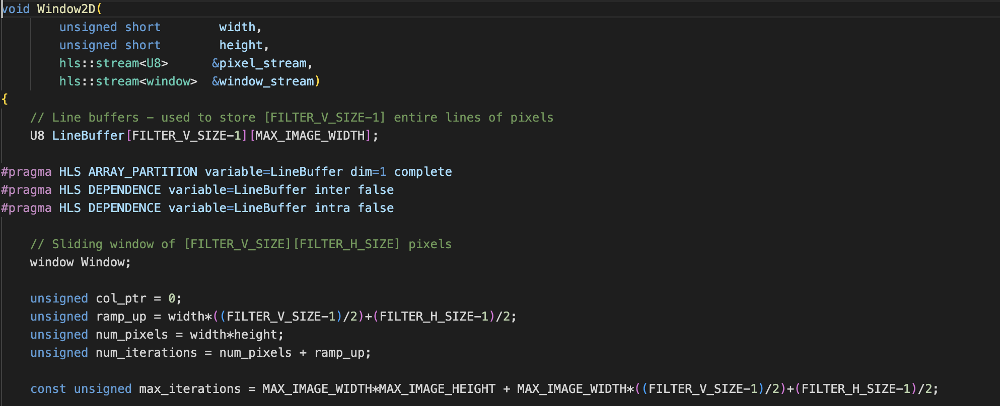 void Window2D(
        unsigned short        width,
        unsigned short        height,
        hls::stream<U8>      &pixel_stream,
        hls::stream<window>  &window_stream)
{
    // Line buffers – used to store [FILTER_V_SIZE-1] entire lines of pixels
    U8 LineBuffer[FILTER_V_SIZE-1][MAX_IMAGE_WIDTH];
#pragma HLS ARRAY_PARTITION variable=LineBuffer dim=1 complete
#pragma HLS DEPENDENCE variable=LineBuffer inter false
#pragma HLS DEPENDENCE variable=LineBuffer intra false
    // Sliding window of [FILTER_V_SIZE][FILTER_H_SIZE] pixels
    window Window;
    unsigned col_ptr = 0;
    unsigned ramp_up = width*((FILTER_V_SIZE-1)/2)+(FILTER_H_SIZE-1)/2;
    unsigned num_pixels = width*height;
    unsigned num_iterations = num_pixels + ramp_up;
    const unsigned max_iterations = MAX_IMAGE_WIDTH*MAX_IMAGE_HEIGHT + MAX_IMAGE_WIDTH*((FILTER_V_SIZE-1)/2)+(FILTER_H_SIZE-1)/2;